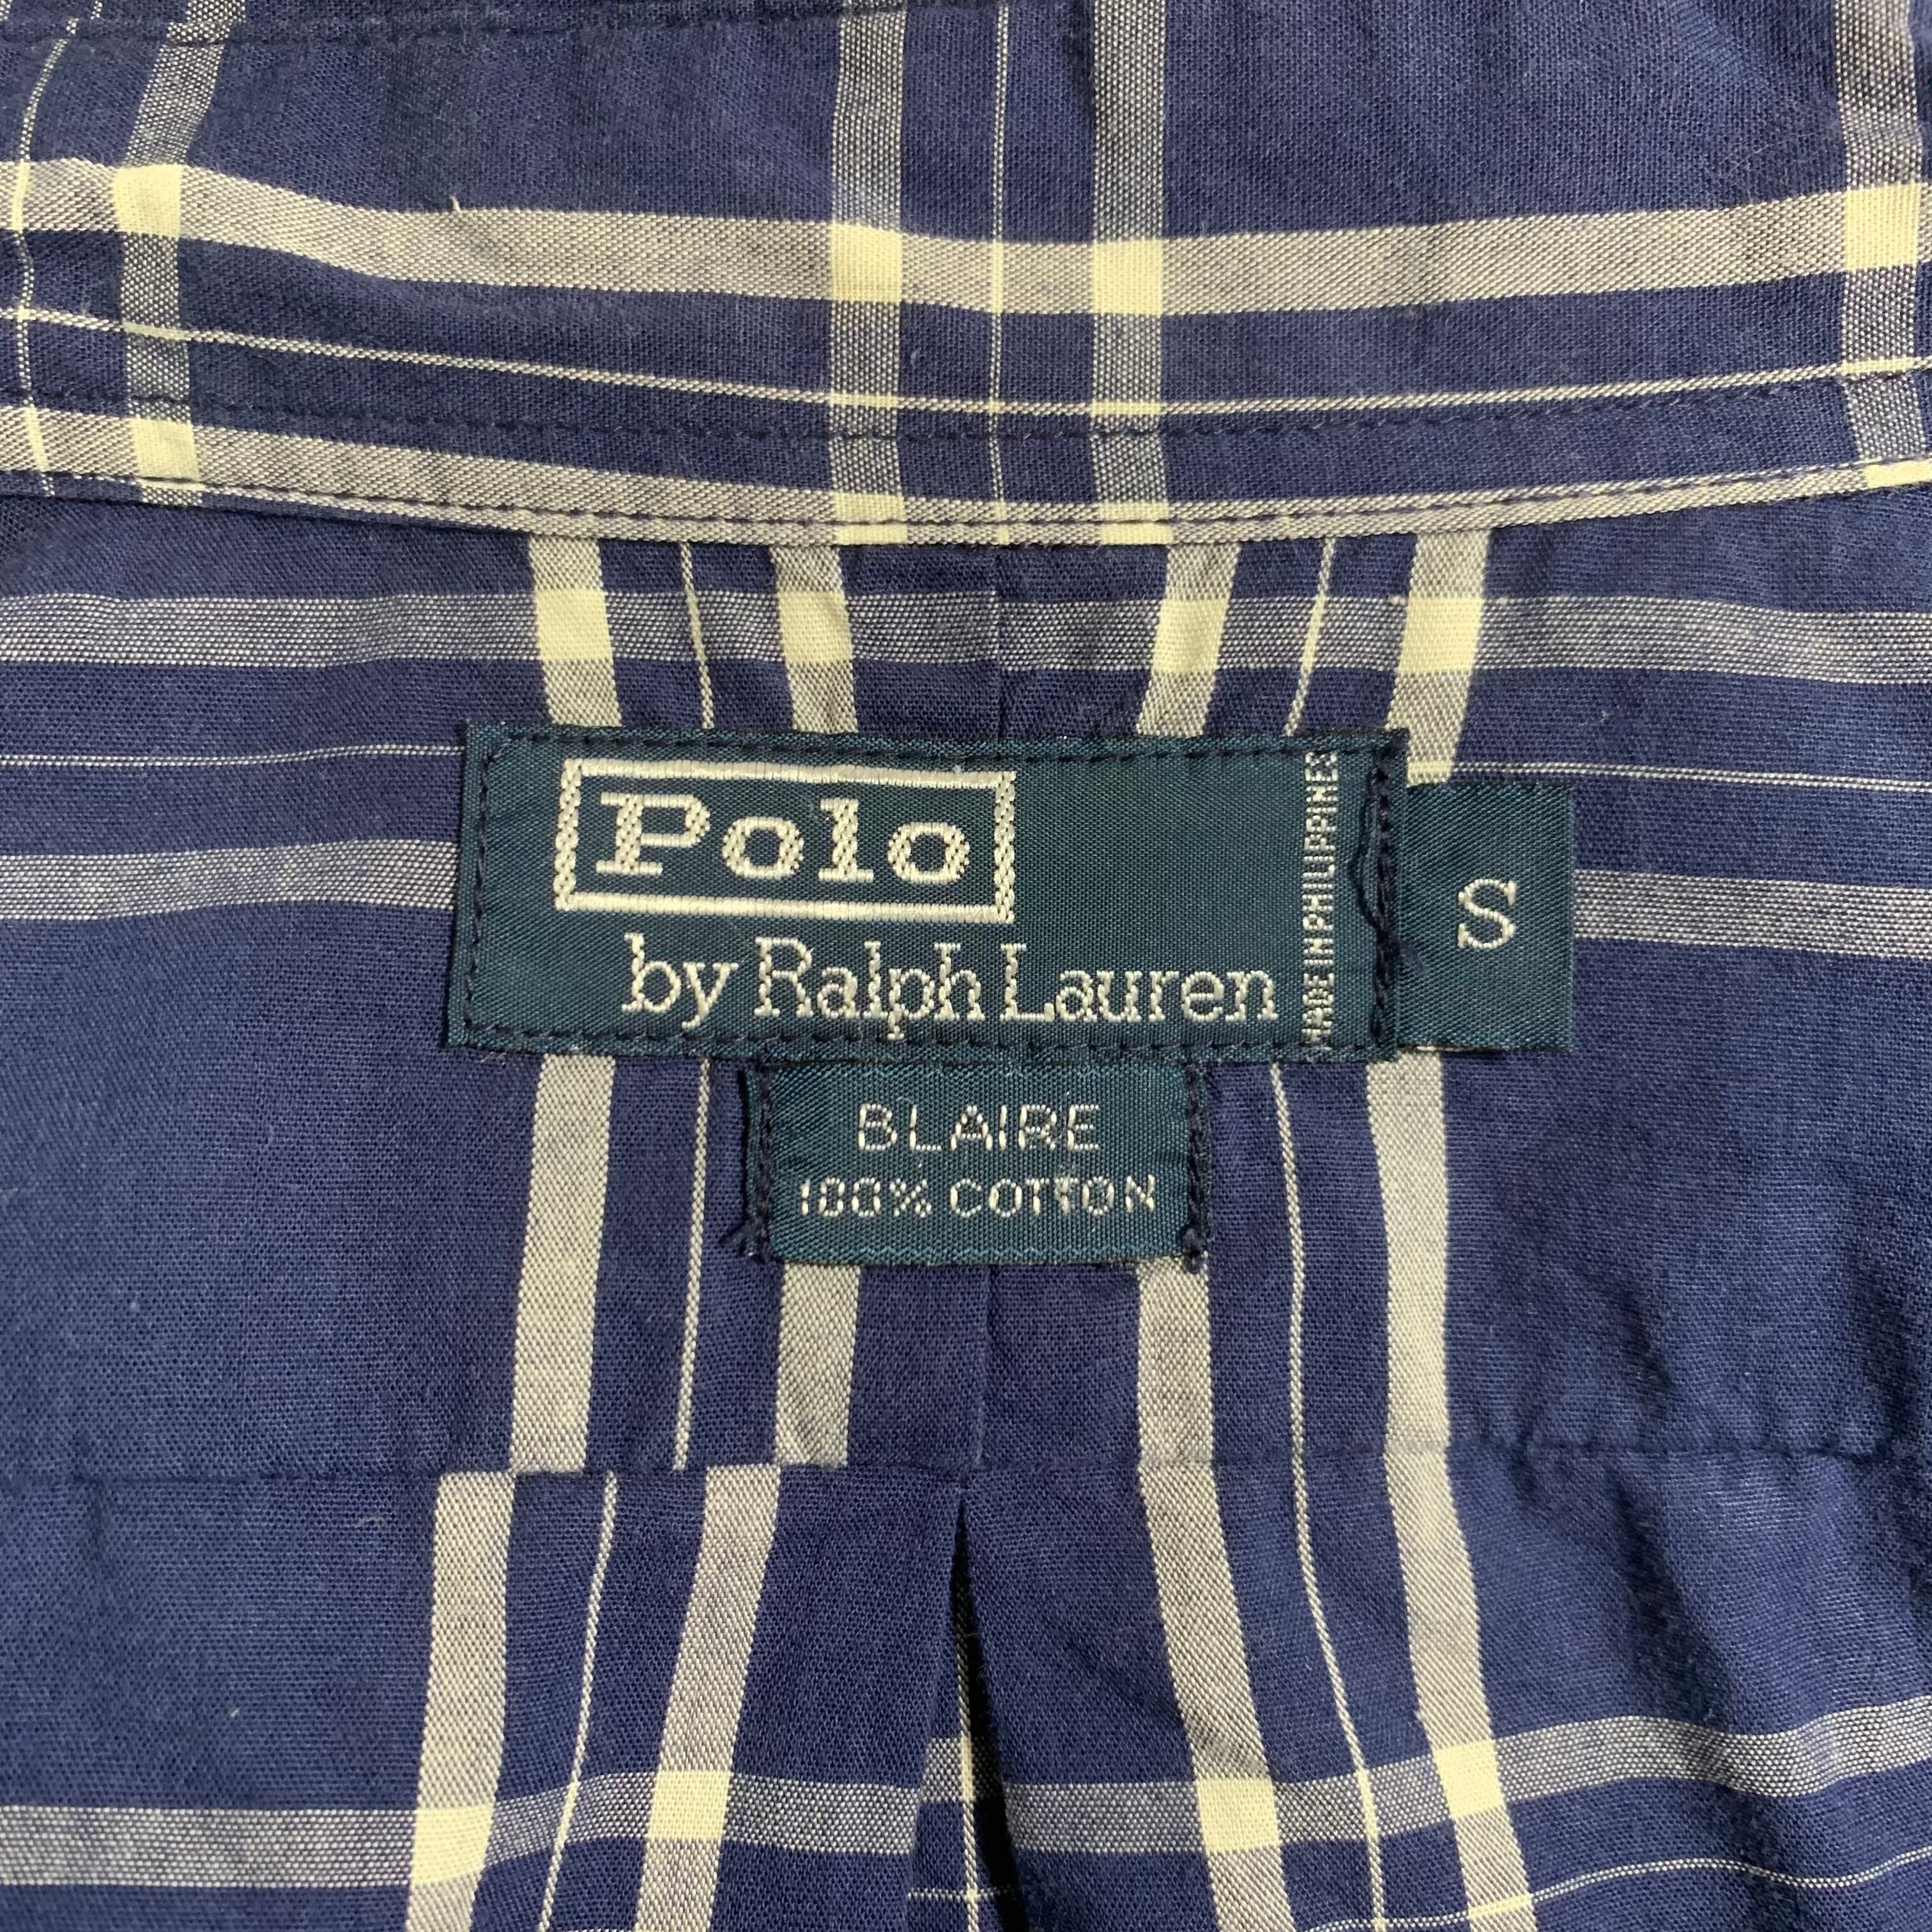 Polo
by Ralph Lauren
MADE IN PHILIPPINES
S
BLAIRE
100% COTTON